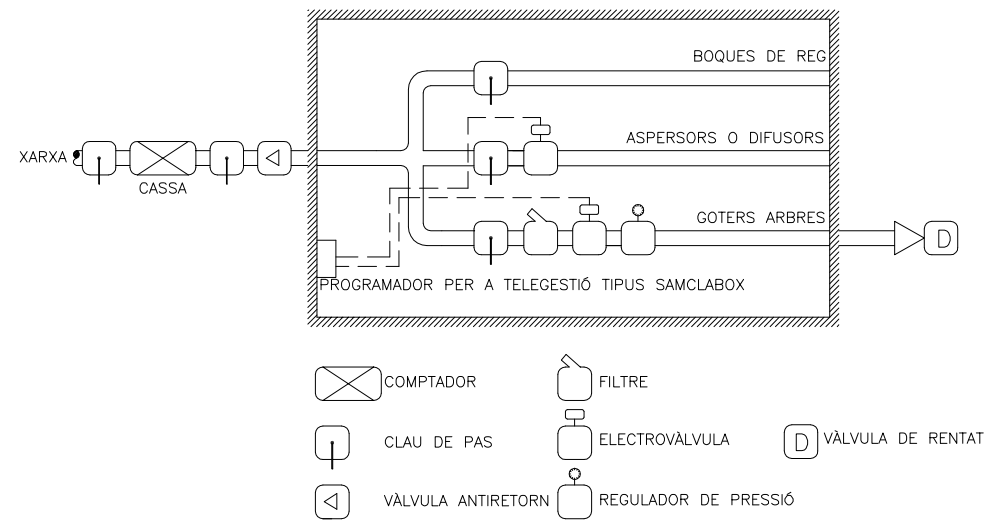 BOQUES DE REG
ASPERSORS O DIFUSORS
XARXA
CASSA
GOTERS ARBRES
D
PROGRAMADOR PER A TELEGESTIÓ TIPUS SAMCLABOX
COMPTADOR
FILTRE
CLAU DE PAS
ELECTROVÀLVULA
D
VÀLVULA DE RENTAT
VÀLVULA ANTIRETORN
REGULADOR DE PRESSIÓ